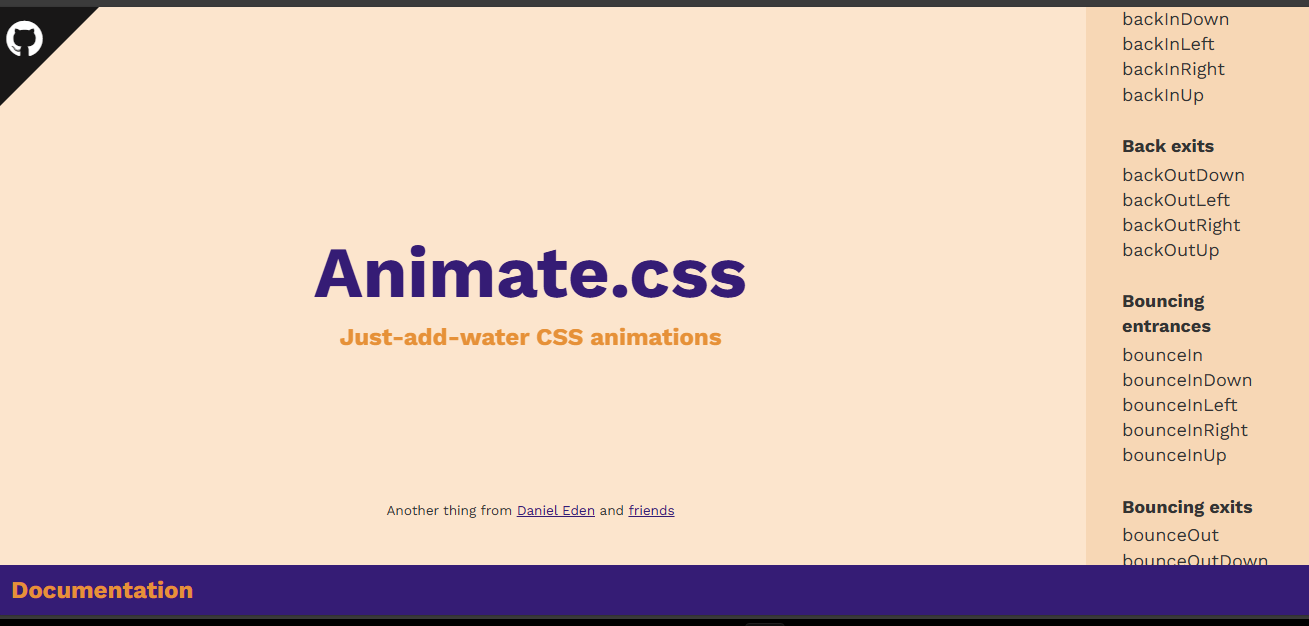 Animate.css
Just-add-water CSS animations
Another thing from Daniel Eden and friends
backInDown
backInLeft
backInRight
backInUp
Back exits
backOutDown
backOutLeft
backOutRight
backOutUp
Bouncing
entrances
bounceIn
bounceInDown
bounceInLeft
bounceInRight
bounceInUp
Bouncing exits
bounceOut
bounceOutDown
Documentation